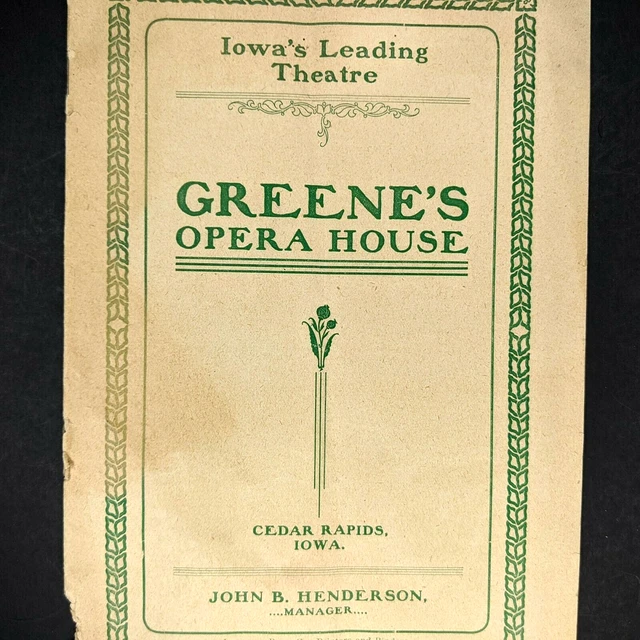 Iowa's Leading
Theatre
GREENE'S
OPERA HOUSE
CEDAR RAPIDS,
IOWA.
JOHN B. HENDERSON,
....MANAGER....